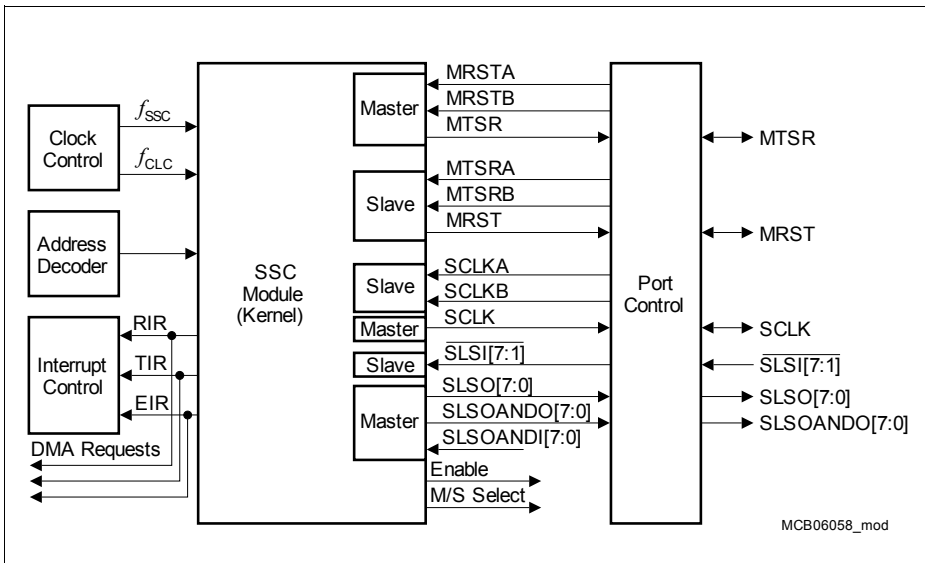 Clock
Control
fSSC
fCLC
Address
Decoder
Interrupt
Control
RIR
TIR
EIR
DMA Requests
SSC
Module
(Kernel)
Master
Slave
Slave
Master
Slave
Master
MRSTA
MRSTB
MTSR
MTSRA
MTSRB
MRST
SCLKA
SCLKB
SCLK
SLSI[7:1]
SLSO[7:0]
SLSOANDO[7:0]
SLSOANDI[7:0]
Enable
M/S Select
Port
Control
MTSR
MRST
SCLK
SLSI[7:1]
SLSO[7:0]
SLSOANDO[7:0]
MCB06058_mod